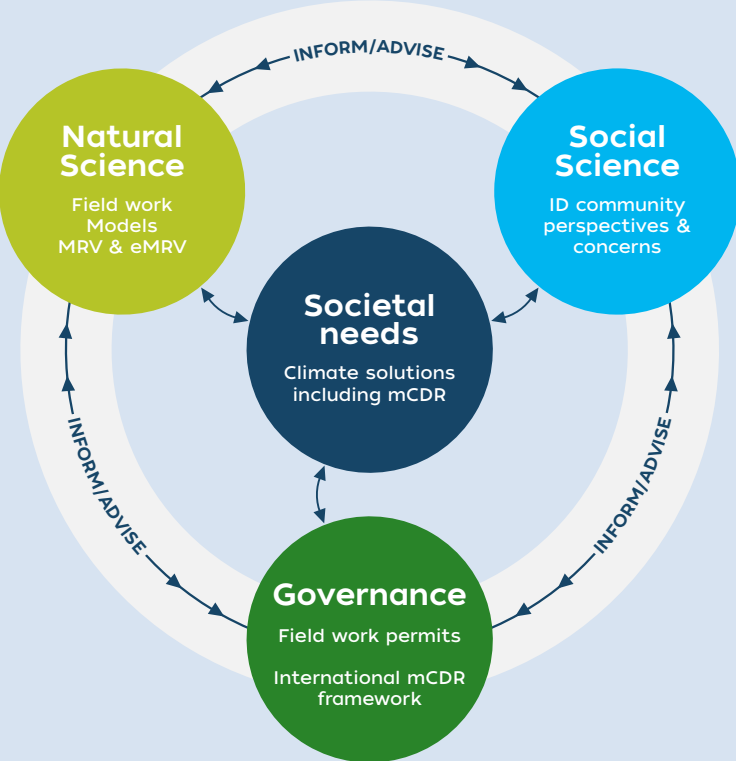 INFORM/ADVISE
Natural
Science
Field work
Models
MRV & eMRV
Social
Science
ID community
perspectives &
concerns
Societal
needs
Climate solutions
including mCDR
INFORM/ADVISE
INFORM/ADVISE
Governance
Field work permits
International mCDR
framework